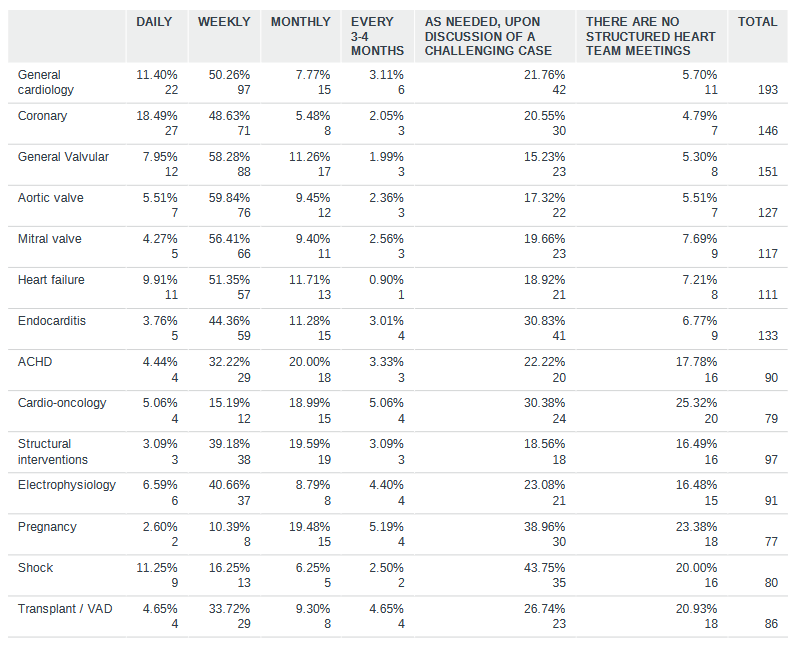 DAILY WEEKLY MONTHLY EVERY 3-4 MONTHS AS NEEDED, UPON DISCUSSION OF A CHALLENGING CASE THERE ARE NO STRUCTURED HEART TEAM MEETINGS TOTAL
General 11.40% 50.26% 7.77% 3.11% 21.76% 5.70%
cardiology 22 97 15 6 42 11 193
Coronary 18.49% 48.63% 5.48% 2.05% 20.55% 4.79%
27 71 8 3 30 7 146
General Valvular 7.95% 58.28% 11.26% 1.99% 15.23% 5.30%
12 88 17 3 23 8 151
Aortic valve 5.51% 59.84% 9.45% 2.36% 17.32% 5.51%
7 76 12 3 22 7 127
Mitral valve 4.27% 56.41% 9.40% 2.56% 19.66% 7.69%
5 66 11 3 23 9 117
Heart failure 9.91% 51.35% 11.71% 0.90% 18.92% 7.21%
11 57 13 1 21 8 111
Endocarditis 3.76% 44.36% 11.28% 3.01% 30.83% 6.77%
5 59 15 4 41 9 133
ACHD 4.44% 32.22% 20.00% 3.33% 22.22% 17.78%
4 29 18 3 20 16 90
Cardio-oncology 5.06% 15.19% 18.99% 5.06% 30.38% 25.32%
4 12 15 4 24 20 79
Structural 3.09% 39.18% 19.59% 3.09% 18.56% 16.49%
interventions 3 38 19 3 18 16 97
Electrophysiology 6.59% 40.66% 8.79% 4.40% 23.08% 16.48%
6 37 8 4 21 15 91
Pregnancy 2.60% 10.39% 19.48% 5.19% 38.96% 23.38%
2 8 15 4 30 18 77
Shock 11.25% 16.25% 6.25% 2.50% 43.75% 20.00%
9 13 5 2 35 16 80
Transplant / VAD 4.65% 33.72% 9.30% 4.65% 26.74% 20.93%
4 29 8 4 23 18 86